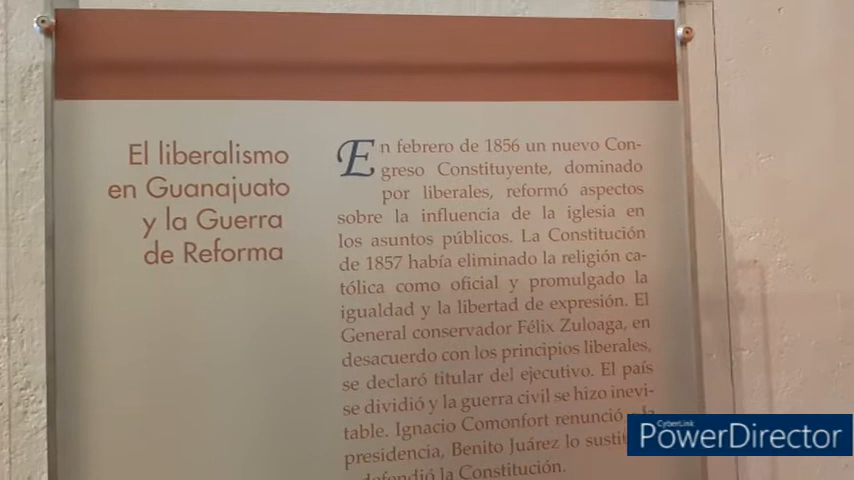 El liberalismo
en Guanajuato
y la Guerra
de Reforma
En febrero de 1856 un nuevo Con-
greso Constituyente, dominado
por liberales, reformó aspectos
sobre la influencia de la iglesia en
los asuntos públicos. La Constitución
de 1857 había eliminado la religión ca-
tólica como oficial y promulgado la
igualdad y la libertad de expresión. El
General conservador Félix Zuloaga, en
desacuerdo con los principios liberales,
se declaró titular del ejecutivo. El país
se dividió y la guerra civil se hizo inevi-
table. Ignacio Comonfort renunció
presidencia, Benito Juárez lo
defendió la Constitución.
CyberLink
PowerDirector